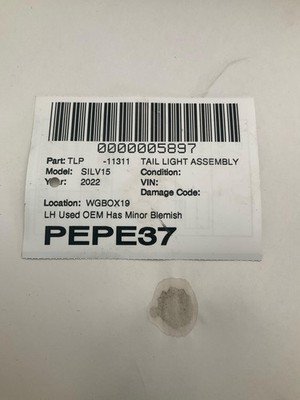 0000005897
Part: TLP -11311 TAIL LIGHT ASSEMBLY
Model: SILV15 Condition:
Year: 2022 VIN:
Damage Code:
Location: WGBOX19
LH Used OEM Has Minor Blemish
PEPE37